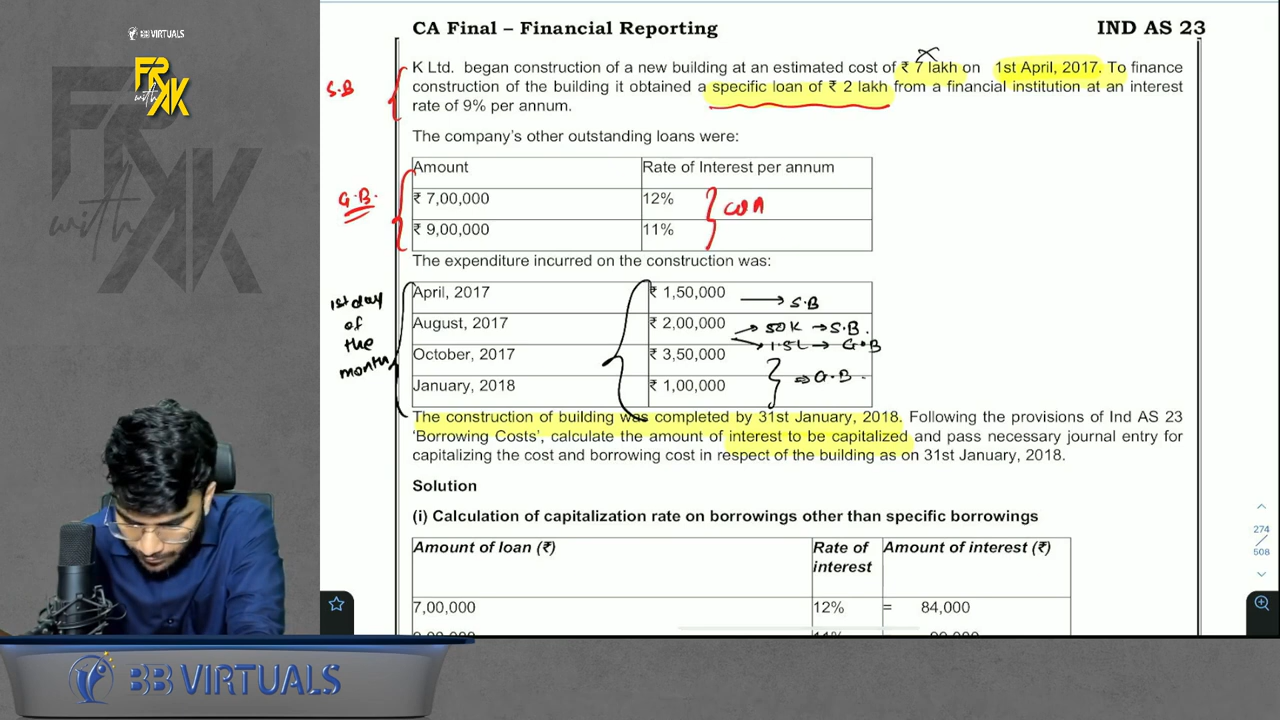 BB VIRTUALS
FR
with
AK
CA Final – Financial Reporting
IND AS 23
S.B
K Ltd. began construction of a new building at an estimated cost of ₹ 7 lakh on 1st April, 2017. To finance
construction of the building it obtained a specific loan of ₹ 2 lakh from a financial institution at an interest
rate of 9% per annum.
The company's other outstanding loans were:
Amount
Rate of Interest per annum
G.B.
₹ 7,00,000
12%
₹ 9,00,000
11%
The expenditure incurred on the construction was:
1st day
of
the
month
April, 2017
₹ 1,50,000
→ S.B
August, 2017
₹ 2,00,000
→ 50K → S.B.
→ 1.5L → G.B
October, 2017
₹ 3,50,000
January, 2018
₹ 1,00,000
⇒ G.B.
The construction of building was completed by 31st January, 2018. Following the provisions of Ind AS 23
'Borrowing Costs', calculate the amount of interest to be capitalized and pass necessary journal entry for
capitalizing the cost and borrowing cost in respect of the building as on 31st January, 2018.
Solution
(i) Calculation of capitalization rate on borrowings other than specific borrowings
Amount of loan (₹)
Rate of
interest
Amount of interest (₹)
7,00,000
12%
= 84,000
274
508
BB VIRTUALS